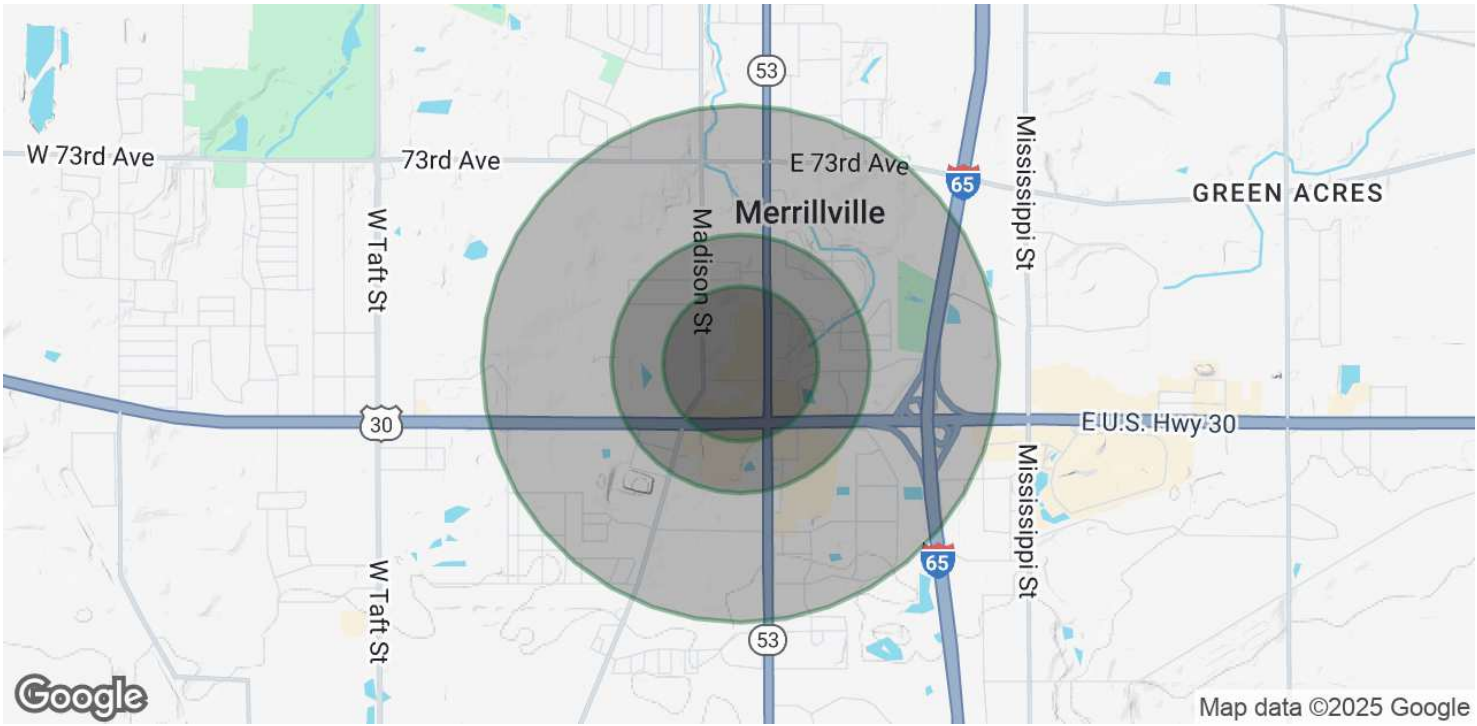 53
W 73rd Ave
73rd Ave
E 73rd Ave
65
Mississippi St
GREEN ACRES
W Taft St
Madison St
Merrillville
30
E U.S. Hwy 30
Mississippi St
65
W Taft St
53
Google
Map data ©2025 Google